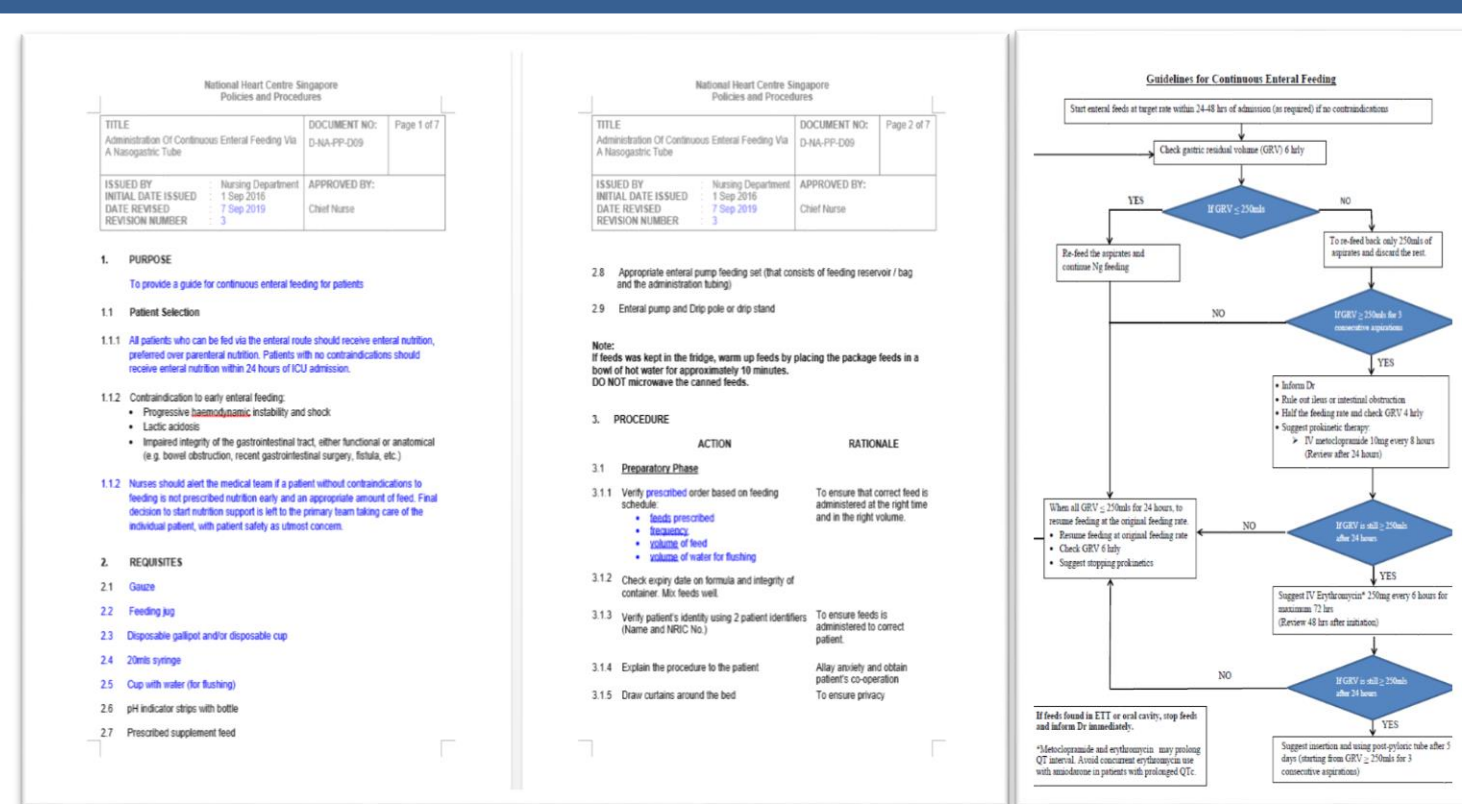 National Heart Centre Singapore
Policies and Procedures
TITLE
Administration Of Continuous Enteral Feeding Via
A Nasogastric Tube
DOCUMENT NO:
D-NA-PP-D09
Page 1 of 7
ISSUED BY : Nursing Department
INITIAL DATE ISSUED : 1 Sep 2016
DATE REVISED : 7 Sep 2019
REVISION NUMBER : 3
APPROVED BY:
Chief Nurse
1. PURPOSE
To provide a guide for continuous enteral feeding for patients
1.1 Patient Selection
1.1.1 All patients who can be fed via the enteral route should receive enteral nutrition,
preferred over parenteral nutrition. Patients with no contraindications should
receive enteral nutrition within 24 hours of ICU admission.
1.1.2 Contraindication to early enteral feeding:
• Progressive haemodynamic instability and shock
• Lactic acidosis
• Impaired integrity of the gastrointestinal tract, either functional or anatomical
(e.g. bowel obstruction, recent gastrointestinal surgery, fistula, etc.)
1.1.2 Nurses should alert the medical team if a patient without contraindications to
feeding is not prescribed nutrition early and an appropriate amount of feed. Final
decision to start nutrition support is left to the primary team taking care of the
individual patient, with patient safety as utmost concern.
2. REQUISITES
2.1 Gauze
2.2 Feeding jug
2.3 Disposable gallipot and/or disposable cup
2.4 20mls syringe
2.5 Cup with water (for flushing)
2.6 pH indicator strips with bottle
2.7 Prescribed supplement feed
National Heart Centre Singapore
Policies and Procedures
TITLE
Administration Of Continuous Enteral Feeding Via
A Nasogastric Tube
DOCUMENT NO:
D-NA-PP-D09
Page 2 of 7
ISSUED BY : Nursing Department
INITIAL DATE ISSUED : 1 Sep 2016
DATE REVISED : 7 Sep 2019
REVISION NUMBER : 3
APPROVED BY:
Chief Nurse
2.8 Appropriate enteral pump feeding set (that consists of feeding reservoir / bag
and the administration tubing)
2.9 Enteral pump and Drip pole or drip stand
Note:
If feeds was kept in the fridge, warm up feeds by placing the package feeds in a
bowl of hot water for approximately 10 minutes.
DO NOT microwave the canned feeds.
3. PROCEDURE
ACTION RATIONALE
3.1 Preparatory Phase
3.1.1 Verify prescribed order based on feeding
schedule:
• feeds prescribed
• frequency
• volume of feed
• volume of water for flushing
To ensure that correct feed is
administered at the right time
and in the right volume.
3.1.2 Check expiry date on formula and integrity of
container. Mix feeds well.
3.1.3 Verify patient's identity using 2 patient identifiers
(Name and NRIC No.)
To ensure feeds is
administered to correct
patient.
3.1.4 Explain the procedure to the patient
Allay anxiety and obtain
patient's co-operation
3.1.5 Draw curtains around the bed
To ensure privacy
Guidelines for Continuous Enteral Feeding
Start enteral feeds at target rate within 24-48 hrs of admission (as required) if no contraindications
Check gastric residual volume (GRV) 6 hrly
If GRV ≤ 250mls
YES
NO
Re-feed the aspirates and
continue Ng feeding
To re-feed back only 250mls of
aspirates and discard the rest
If GRV ≥ 250mls for 3
consecutive aspirations
NO
YES
• Inform Dr
• Rule out ileus or intestinal obstruction
• Half the feeding rate and check GRV 4 hrly
• Suggest prokinetic therapy:
➢ IV metoclopramide 10mg every 8 hours
(Review after 24 hours)
When all GRV ≤ 250mls for 24 hours, to
resume feeding at the original feeding rate.
• Resume feeding at original feeding rate
• Check GRV 6 hrly
• Suggest stopping prokinetics
NO
If GRV is still ≥ 250mls
after 24 hours
YES
Suggest IV Erythromycin* 250mg every 6 hours for
maximum 72 hrs
(Review 48 hrs after initiation)
NO
If GRV is still ≥ 250mls
after 24 hours
YES
If feeds found in ETT or oral cavity, stop feeds
and inform Dr immediately.
*Metoclopramide and erythromycin may prolong
QT interval. Avoid concurrent erythromycin use
with amiodarone in patients with prolonged QTc.
Suggest insertion and using post-pyloric tube after 5
days (starting from GRV ≥ 250mls for 3
consecutive aspirations)